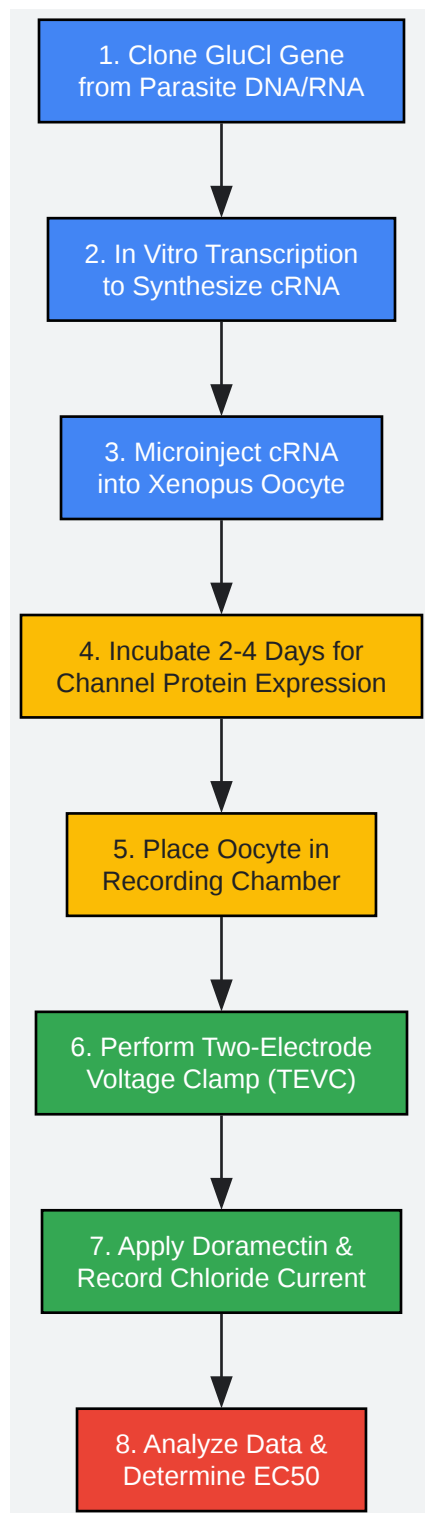 1. Clone GluCl Gene
from Parasite DNA/RNA
2. In Vitro Transcription
to Synthesize cRNA
3. Microinject cRNA
into Xenopus Oocyte
4. Incubate 2-4 Days for
Channel Protein Expression
5. Place Oocyte in
Recording Chamber
6. Perform Two-Electrode
Voltage Clamp (TEVC)
7. Apply Doramectin &
Record Chloride Current
8. Analyze Data &
Determine EC50